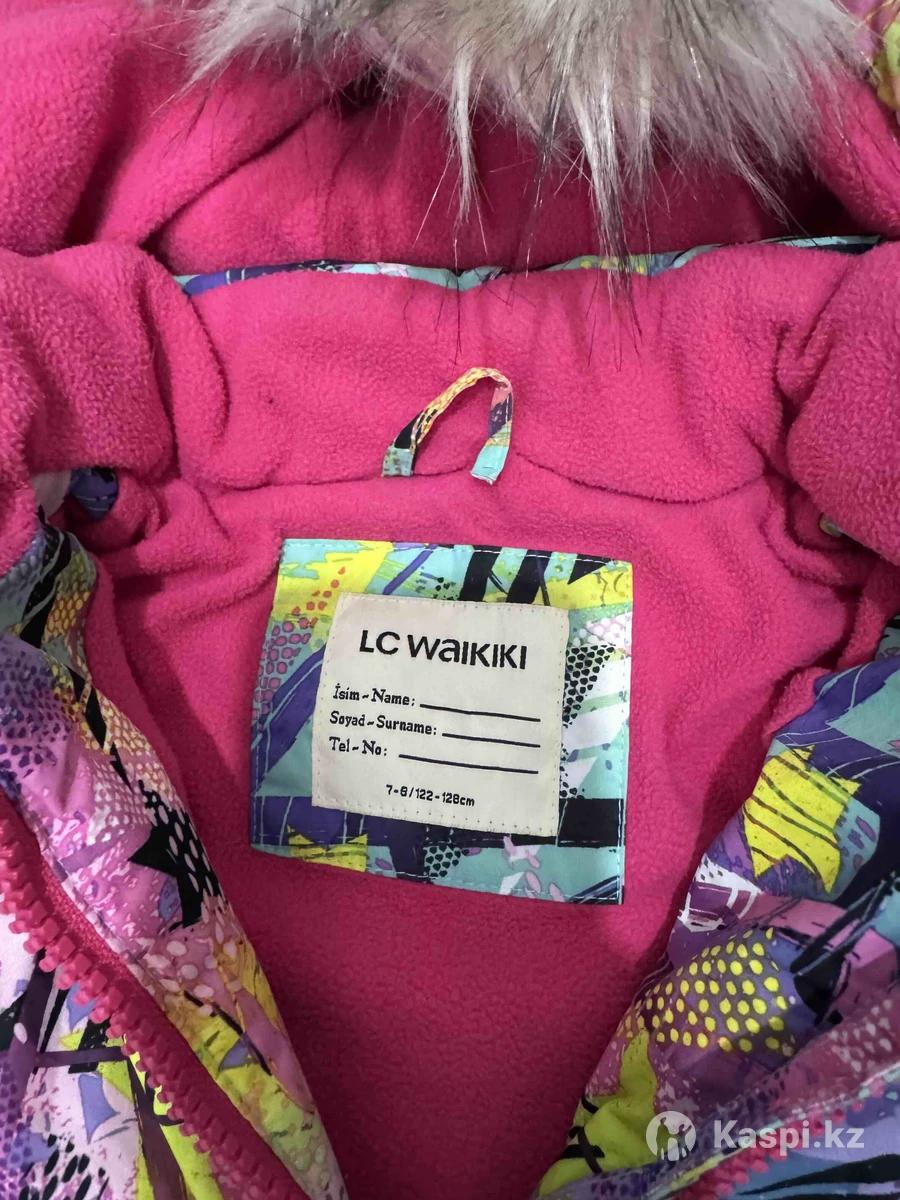 LC WAIKIKI
İsim-Name:
Soyad-Surname:
Tel-No:
7-8/122-128cm
Kaspi.kz